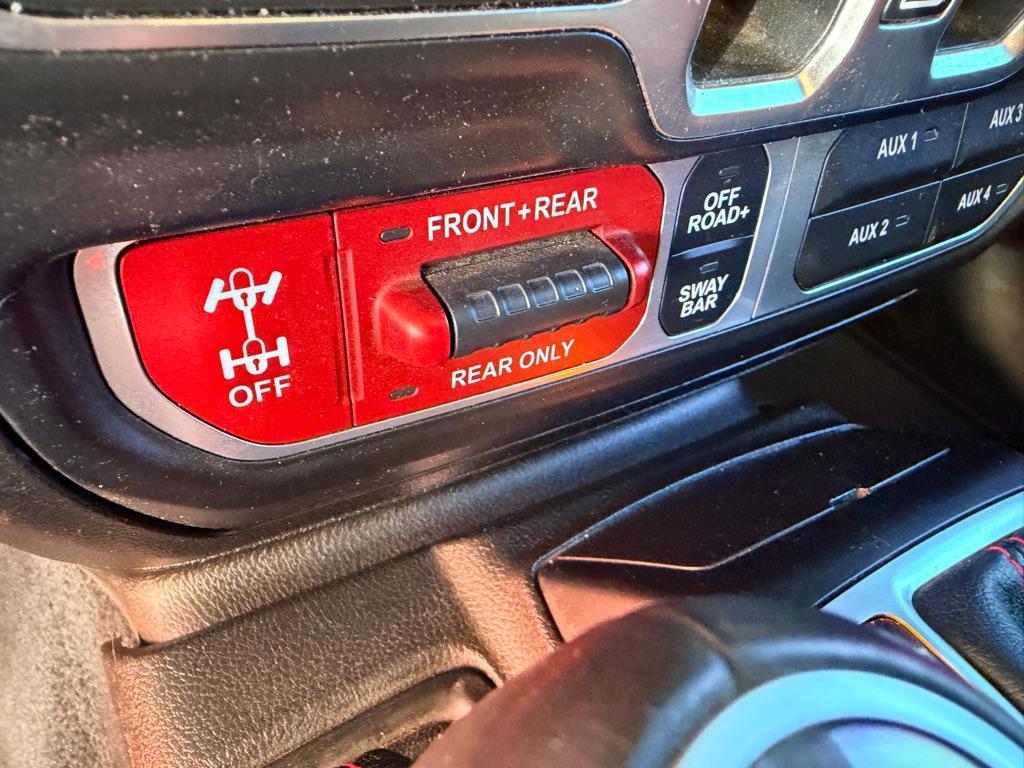 FRONT+REAR
REAR ONLY
OFF
OFF
ROAD+
SWAY
BAR
AUX 1
AUX 2
AUX 3
AUX 4